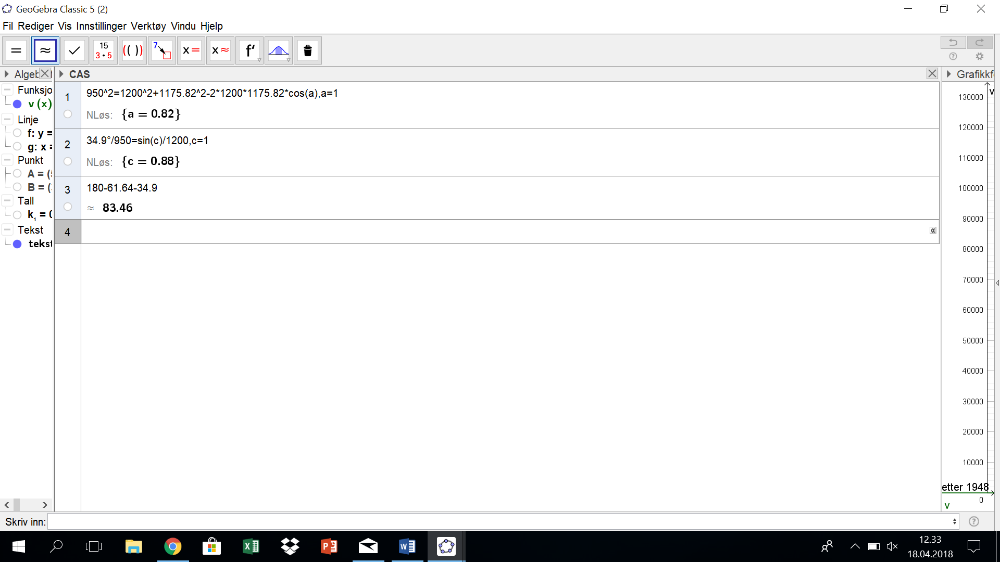 GeoGebra Classic 5 (2)
Fil Rediger Vis Innstillinger Verktøy Vindu Hjelp
= ≈ ✓ 15 3·5 (( )) 7 x = x ≈ f'
CAS
Grafikkf
Funksjo
v (x)
Linje
f: y =
g: x =
Punkt
A = (
B = (
Tall
k₁ =
Tekst
tekst
1
950^2=1200^2+1175.82^2-2*1200*1175.82*cos(a),a=1
NLøs: {a = 0.82}
2
34.9°/950=sin(c)/1200,c=1
NLøs: {c = 0.88}
3
180-61.64-34.9
≈ 83.46
4
α
v
130000
120000
110000
100000
90000
80000
70000
60000
50000
40000
30000
20000
10000
etter 1948
0
v
Skriv inn:
12.33
18.04.2018